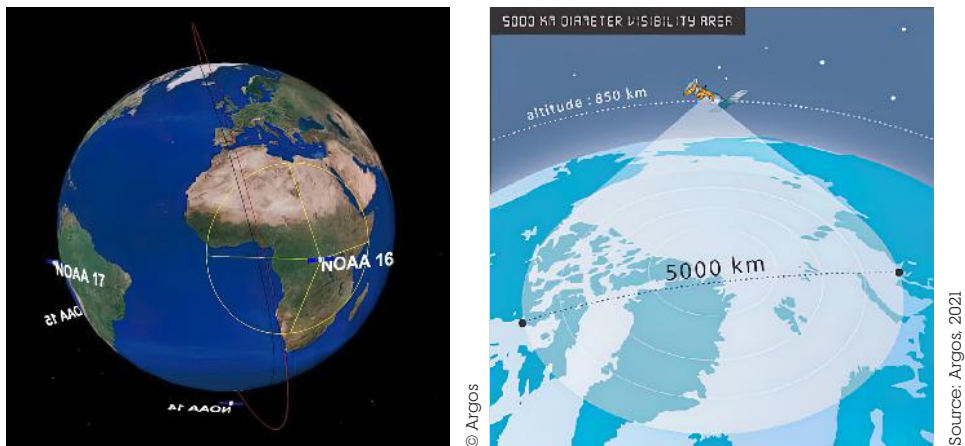 NOAA 17
NOAA 15
NOAA 16
NOAA 14
© Argos
5000 KM DIAMETER VISIBILITY AREA
altitude : 850 km
5000 km
Source: Argos, 2021